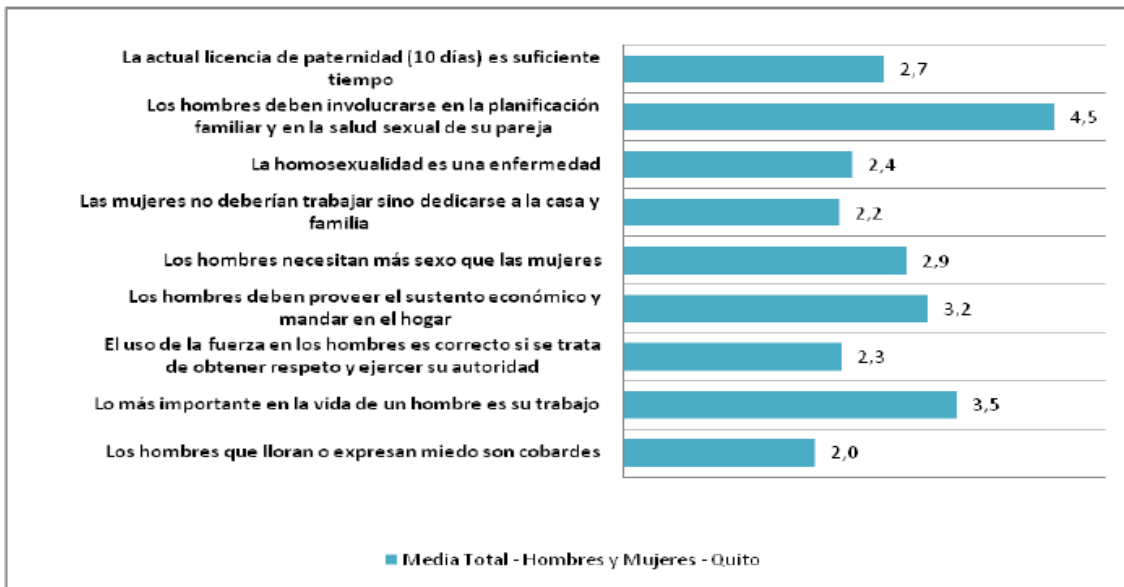 La actual licencia de paternidad (10 días) es suficiente
tiempo
2,7
Los hombres deben involucrarse en la planificación
familiar y en la salud sexual de su pareja
4,5
La homosexualidad es una enfermedad
2,4
Las mujeres no deberían trabajar sino dedicarse a la casa y
familia
2,2
Los hombres necesitan más sexo que las mujeres
2,9
Los hombres deben proveer el sustento económico y
mandar en el hogar
3,2
El uso de la fuerza en los hombres es correcto si se trata
de obtener respeto y ejercer su autoridad
2,3
Lo más importante en la vida de un hombre es su trabajo
3,5
Los hombres que lloran o expresan miedo son cobardes
2,0
Media Total - Hombres y Mujeres - Quito